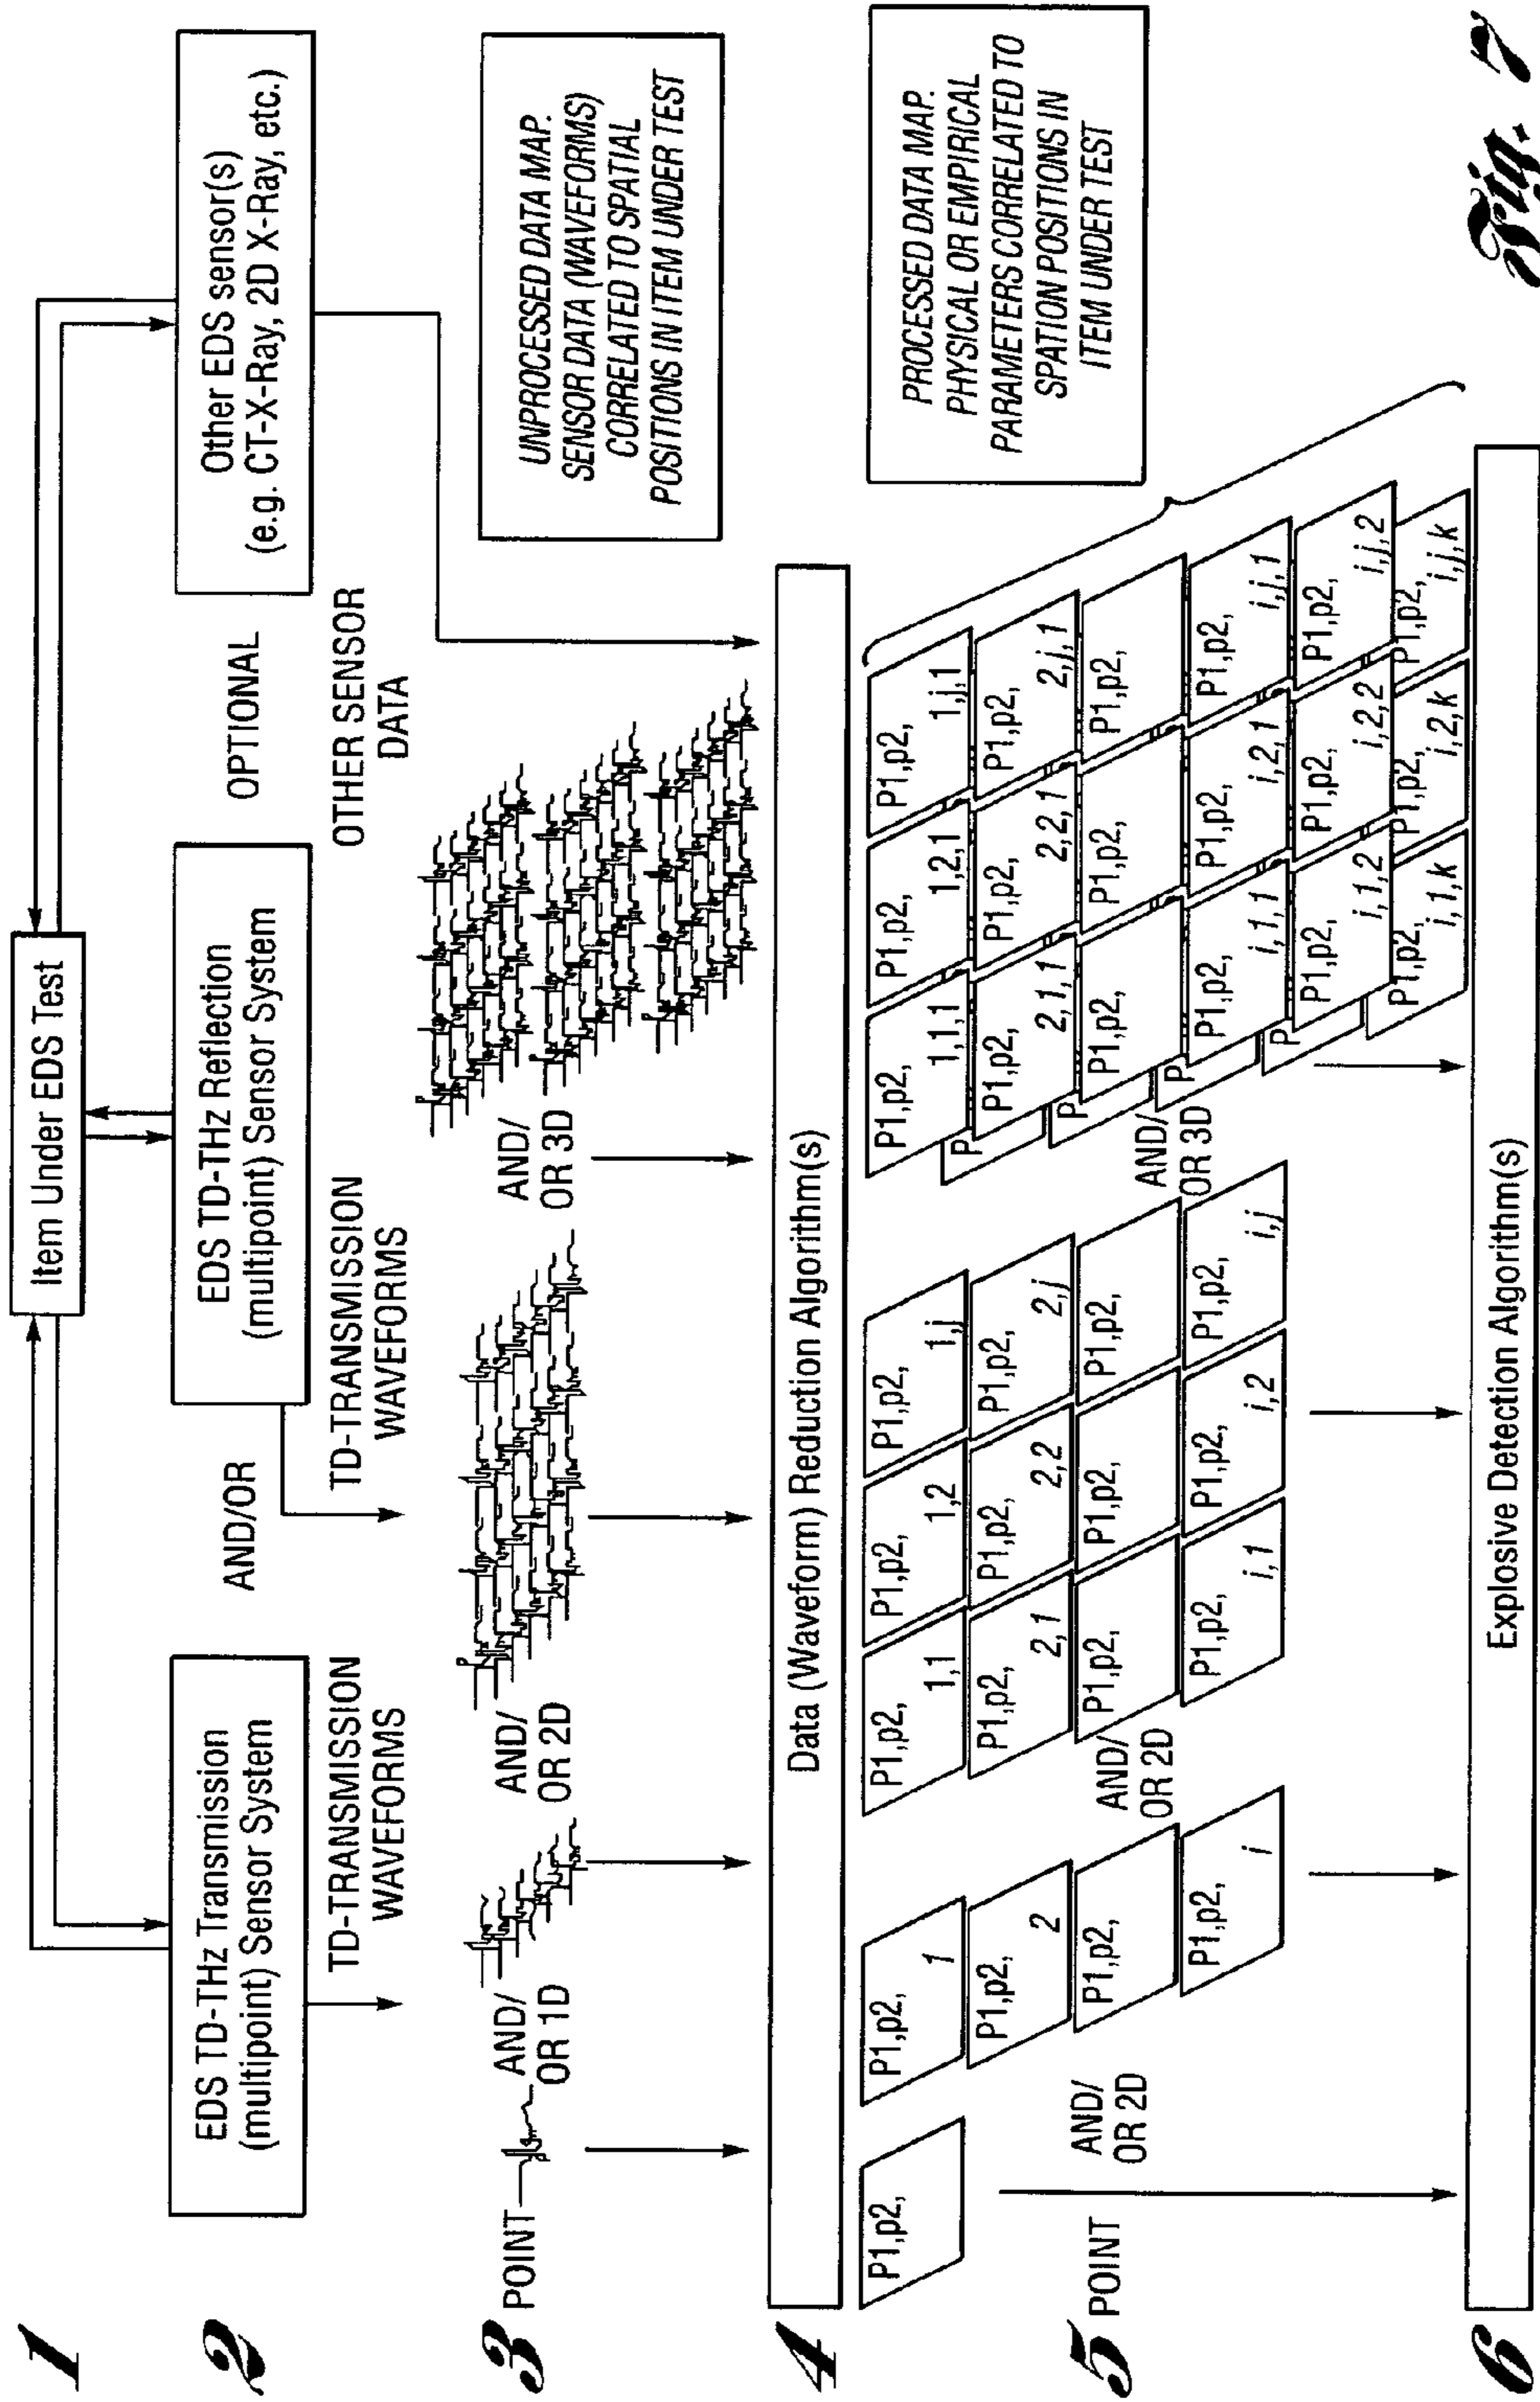 1
Item Under EDS Test
2
EDS TD-THz Transmission
(multipoint) Sensor System
AND/OR
EDS TD-THz Reflection
(multipoint) Sensor System
OPTIONAL
Other EDS sensor(s)
(e.g. CT-X-Ray, 2D X-Ray, etc.)
TD-TRANSMISSION
WAVEFORMS
TD-TRANSMISSION
WAVEFORMS
OTHER SENSOR
DATA
3
POINT
AND/
OR 1D
AND/
OR 2D
AND/
OR 3D
UNPROCESSED DATA MAP.
SENSOR DATA (WAVEFORMS)
CORRELATED TO SPATIAL
POSITIONS IN ITEM UNDER TEST
4
Data (Waveform) Reduction Algorithm(s)
5
POINT
P1,p2,
AND/
OR 2D
P1,p2, 1
P1,p2, 2
P1,p2,
P1,p2, i
AND/
OR 2D
P1,p2, 1,1
P1,p2, 1,2
P1,p2, 1,j
P1,p2, 2,1
P1,p2, 2,2
P1,p2, 2,j
P1,p2,
P1,p2,
P1,p2,
P1,p2, i,1
P1,p2, i,2
P1,p2, i,j
AND/
OR 3D
P1,p2, 1,1,1
P1,p2, 1,2,1
P1,p2, 1,j,1
P
P1,p2, 2,1,1
P1,p2, 2,2,1
P1,p2, 2,j,1
P
P1,p2,
P1,p2,
P1,p2,
P
P1,p2, i,1,1
P1,p2, i,2,1
P1,p2, i,j,1
P
P1,p2, i,1,2
P1,p2, i,2,2
P1,p2, i,j,2
P1,p2, i,1,k
P1,p2, i,2,k
P1,p2, i,j,k
PROCESSED DATA MAP.
PHYSICAL OR EMPIRICAL
PARAMETERS CORRELATED TO
SPATION POSITIONS IN
ITEM UNDER TEST
6
Explosive Detection Algorithm(s)
Fig. 7